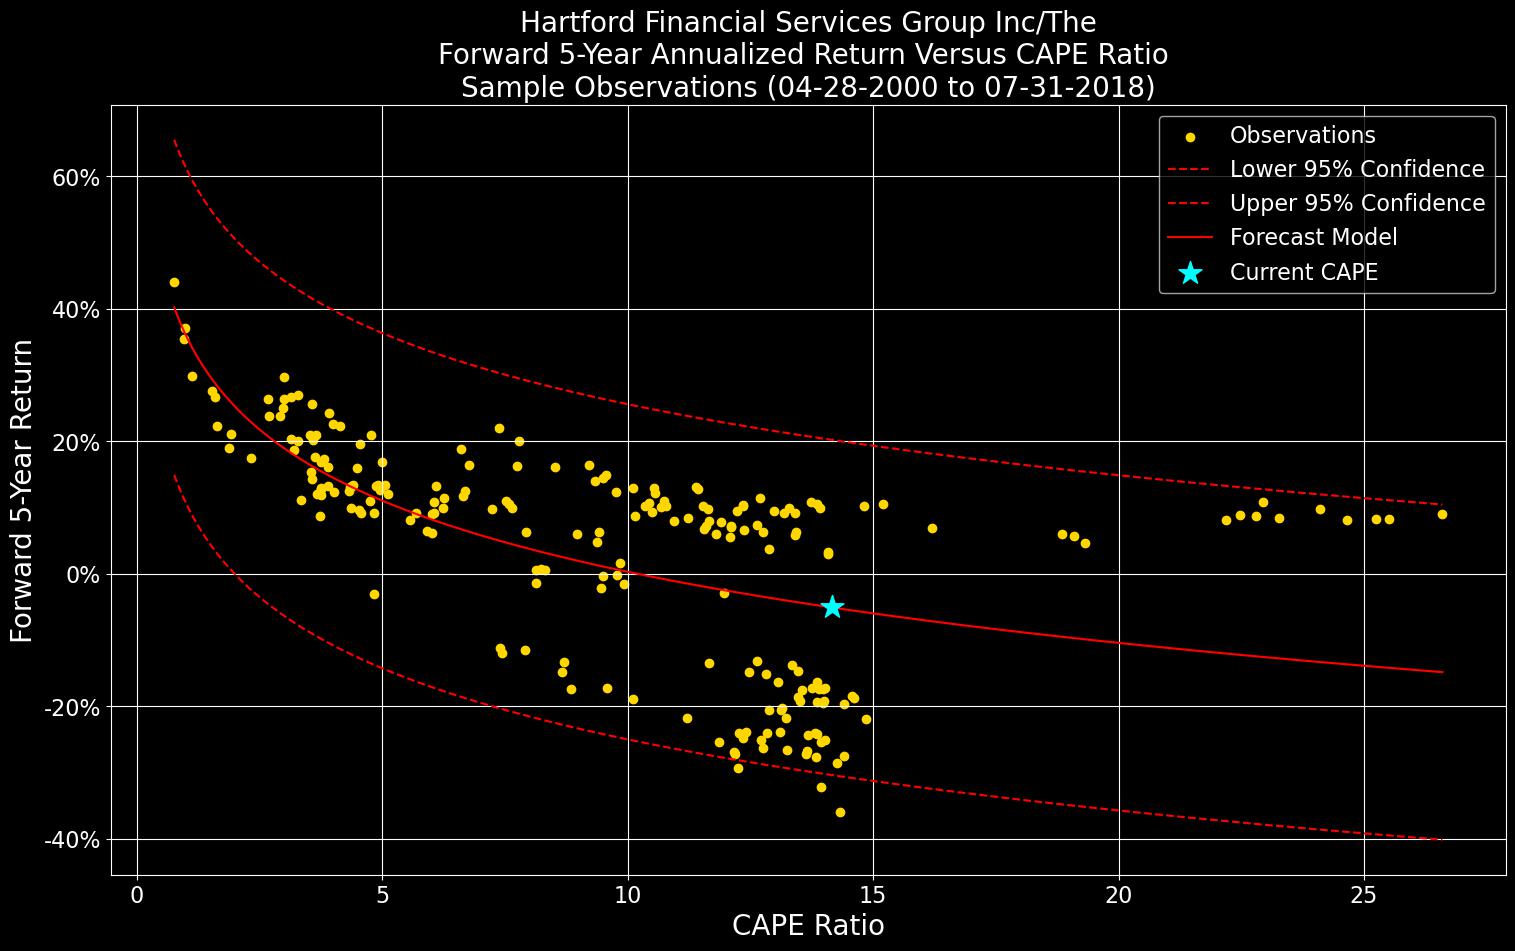 Hartford Financial Services Group Inc/The
Forward 5-Year Annualized Return Versus CAPE Ratio
Sample Observations (04-28-2000 to 07-31-2018)
Observations
Lower 95% Confidence
Upper 95% Confidence
Forecast Model
Current CAPE
Forward 5-Year Return
60%
40%
20%
0%
-20%
-40%
0 5 10 15 20 25
CAPE Ratio